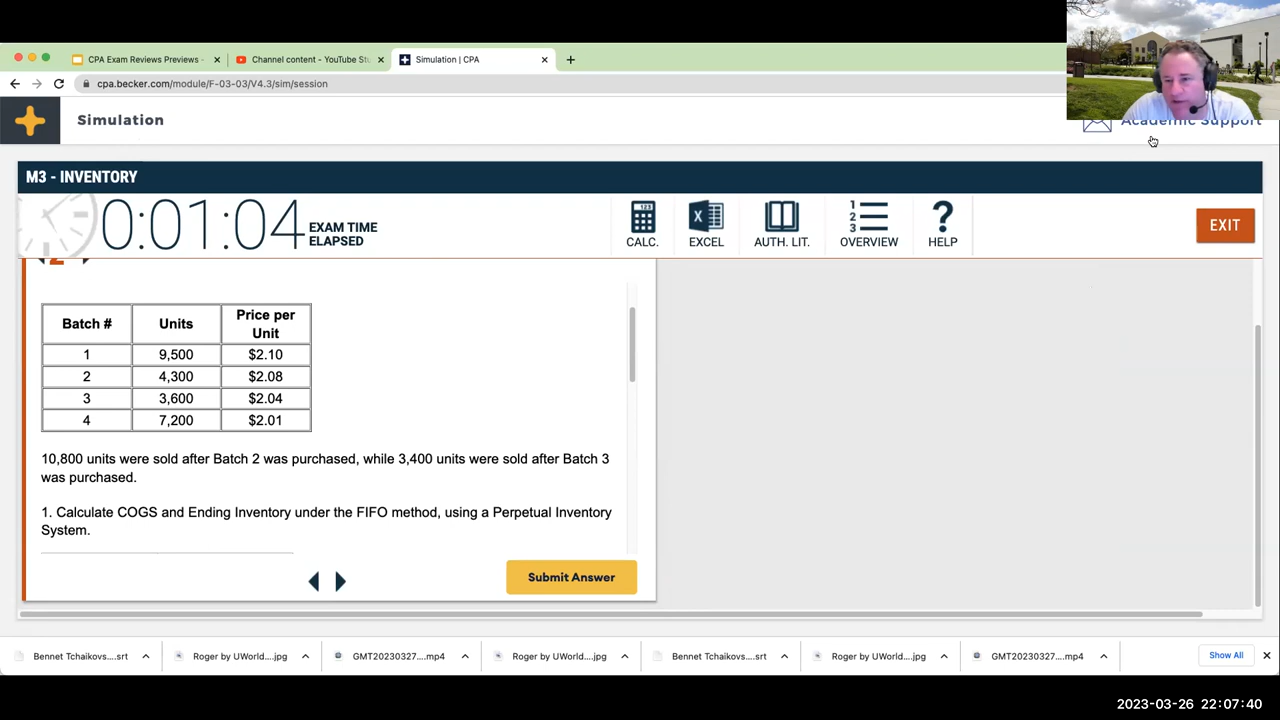 CPA Exam Reviews Previews -
Channel content - YouTube Stu
Simulation | CPA
cpa.becker.com/module/F-03-03/V4.3/sim/session
Simulation
Academic Support
M3 - INVENTORY
0:01:04
EXAM TIME
ELAPSED
CALC.
EXCEL
AUTH. LIT.
OVERVIEW
HELP
EXIT
Batch # Units Price per
Unit
1 9,500 $2.10
2 4,300 $2.08
3 3,600 $2.04
4 7,200 $2.01
10,800 units were sold after Batch 2 was purchased, while 3,400 units were sold after Batch 3
was purchased.
1. Calculate COGS and Ending Inventory under the FIFO method, using a Perpetual Inventory
System.
Submit Answer
Bennet Tchaikovs....srt
Roger by UWorld....jpg
GMT20230327....mp4
Roger by UWorld....jpg
Bennet Tchaikovs....srt
Roger by UWorld....jpg
GMT20230327....mp4
Show All
2023-03-26 22:07:40